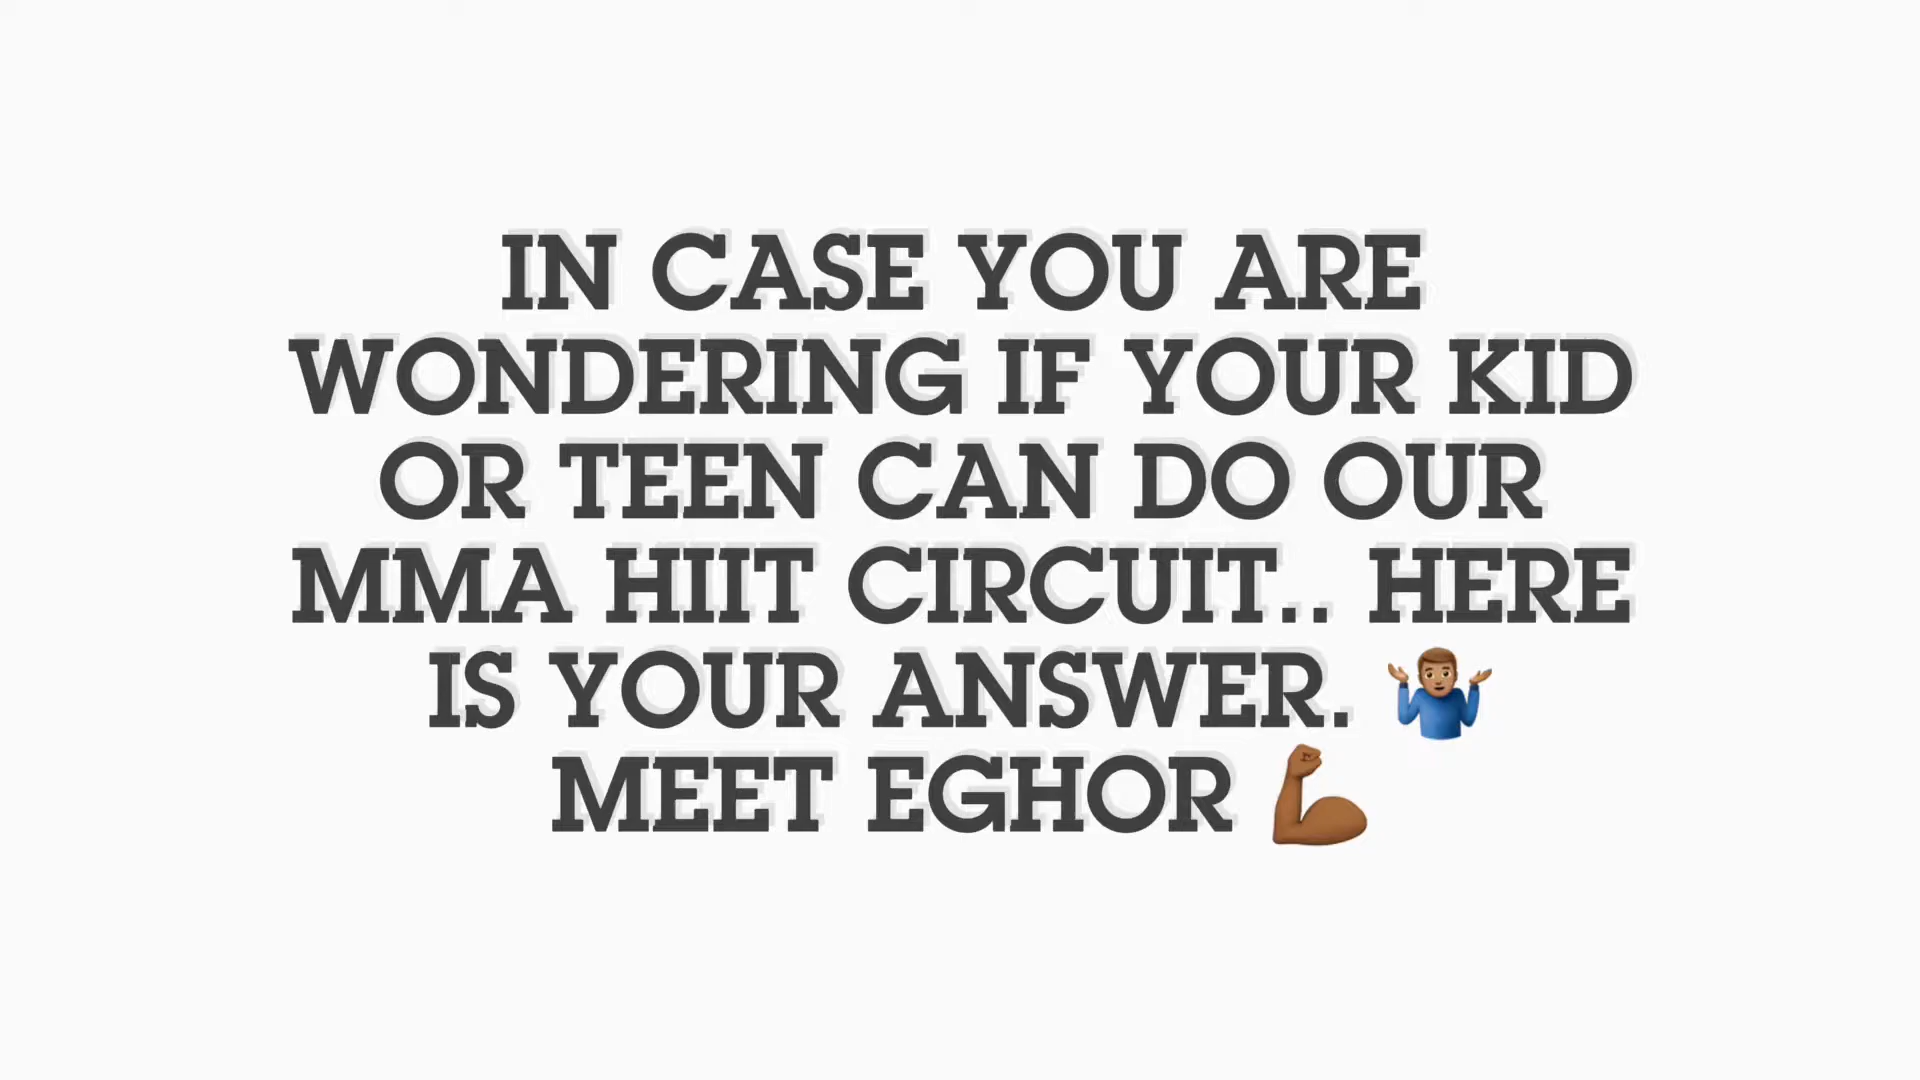 IN CASE YOU ARE
WONDERING IF YOUR KID
OR TEEN CAN DO OUR
MMA HIIT CIRCUIT.. HERE
IS YOUR ANSWER. 🤷🏽‍♂️
MEET EGHOR 💪🏾